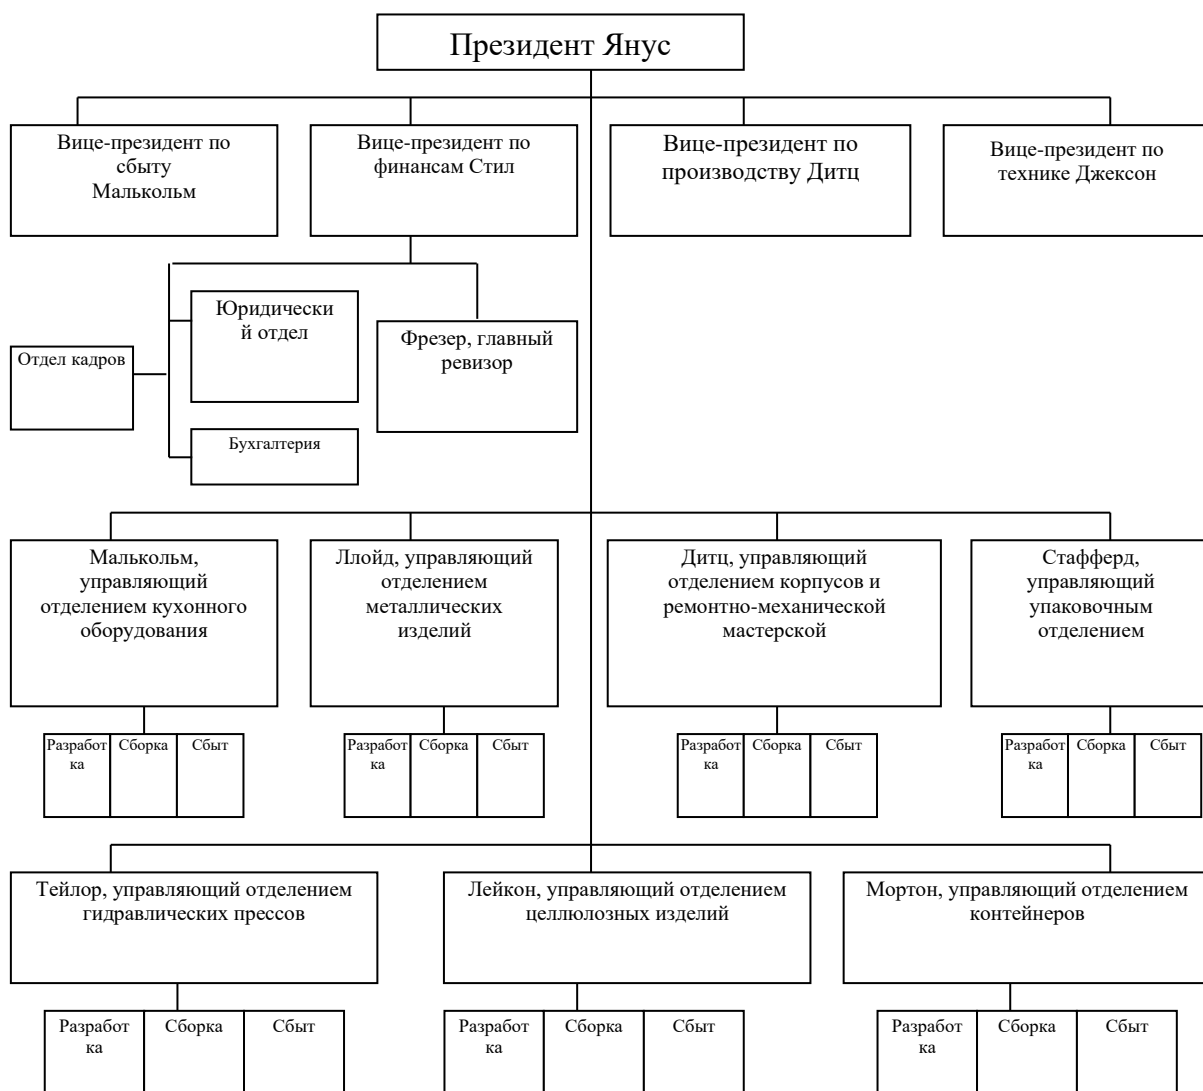 Президент Янус
Вице-президент по
сбыту
Малькольм
Вице-президент по
финансам Стил
Вице-президент по
производству Дитц
Вице-президент по
технике Джексон
Юридически
й отдел
Отдел кадров
Фрезер, главный
ревизор
Бухгалтерия
Малькольм,
управляющий
отделением кухонного
оборудования
Ллойд, управляющий
отделением
металлических
изделий
Дитц, управляющий
отделением корпусов и
ремонтно-механической
мастерской
Стафферд,
управляющий
упаковочным
отделением
Разработ
ка
Сборка
Сбыт
Разработ
ка
Сборка
Сбыт
Разработ
ка
Сборка
Сбыт
Разработ
ка
Сборка
Сбыт
Тейлор, управляющий отделением
гидравлических прессов
Лейкон, управляющий отделением
целлюлозных изделий
Мортон, управляющий отделением
контейнеров
Разработ
ка
Сборка
Сбыт
Разработ
ка
Сборка
Сбыт
Разработ
ка
Сборка
Сбыт